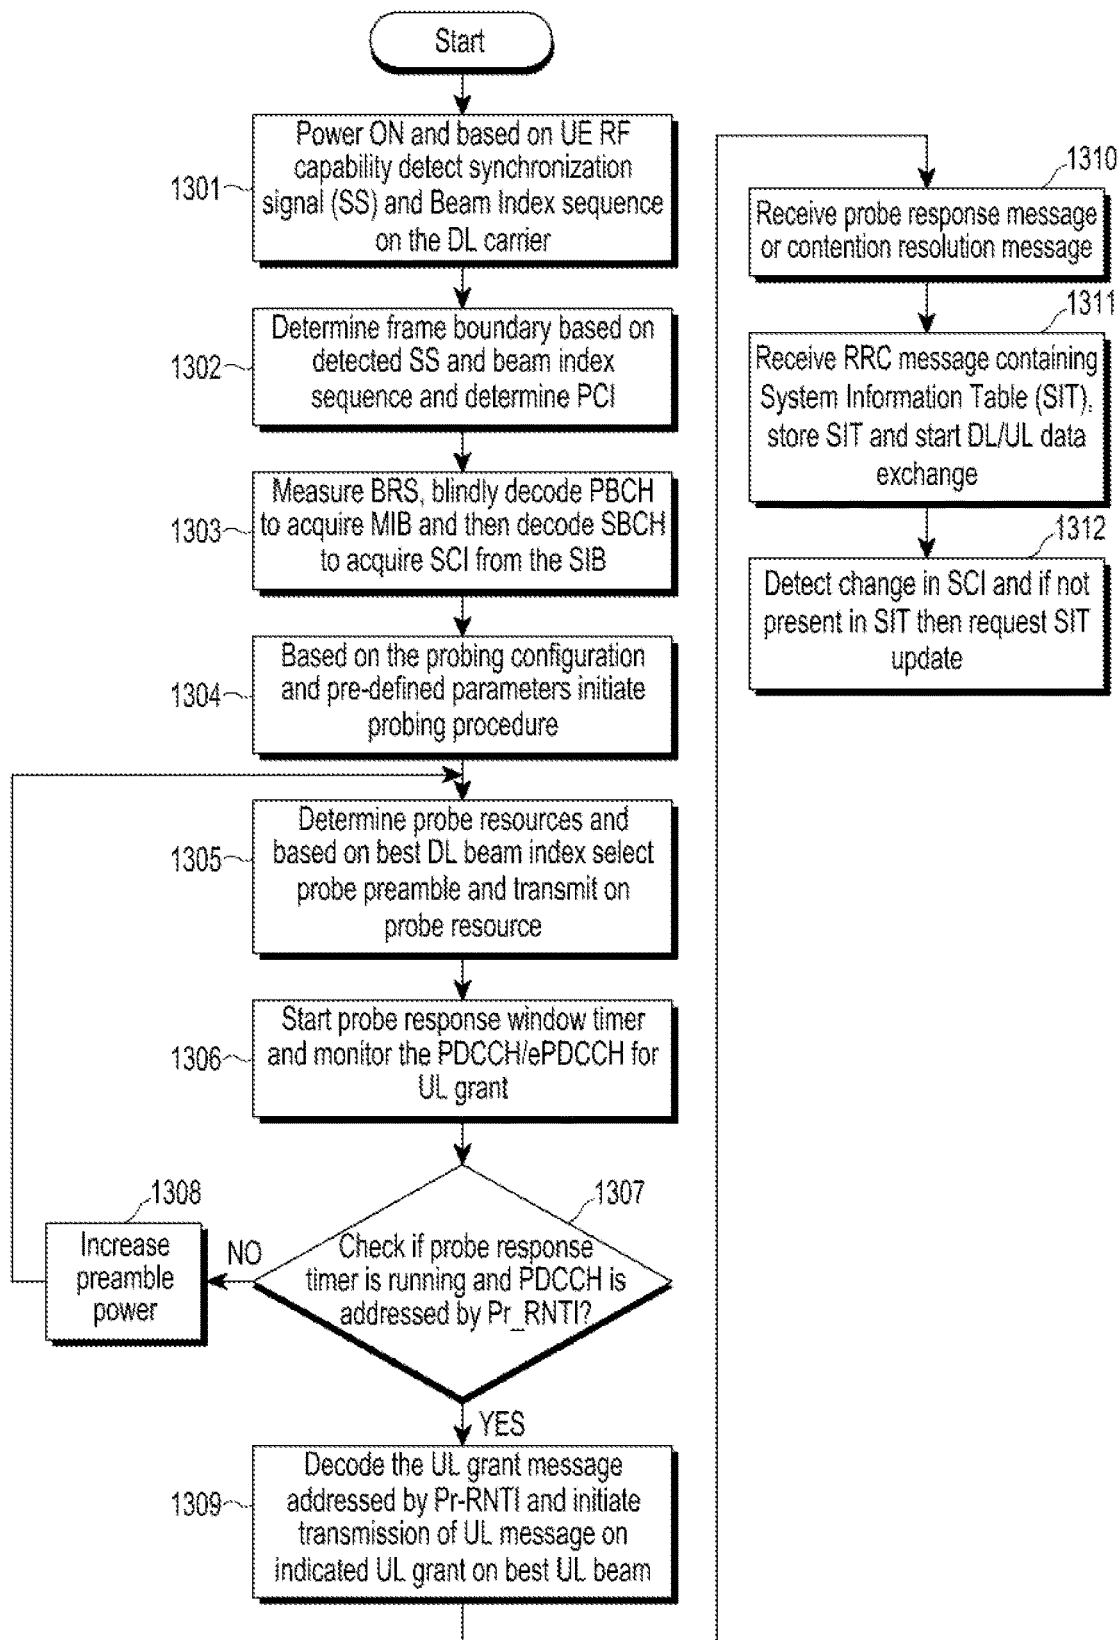 Start
1301
Power ON and based on UE RF
capability detect synchronization
signal (SS) and Beam Index sequence
on the DL carrier
1302
Determine frame boundary based on
detected SS and beam index
sequence and determine PCI
1303
Measure BRS, blindly decode PBCH
to acquire MIB and then decode SBCH
to acquire SCI from the SIB
1304
Based on the probing configuration
and pre-defined parameters initiate
probing procedure
1305
Determine probe resources and
based on best DL beam index select
probe preamble and transmit on
probe resource
1306
Start probe response window timer
and monitor the PDCCH/ePDCCH for
UL grant
1307
Check if probe response
timer is running and PDCCH is
addressed by Pr_RNTI?
NO
1308
Increase
preamble
power
YES
1309
Decode the UL grant message
addressed by Pr-RNTI and initiate
transmission of UL message on
indicated UL grant on best UL beam
1310
Receive probe response message
or contention resolution message
1311
Receive RRC message containing
System Information Table (SIT),
store SIT and start DL/UL data
exchange
1312
Detect change in SCI and if not
present in SIT then request SIT
update